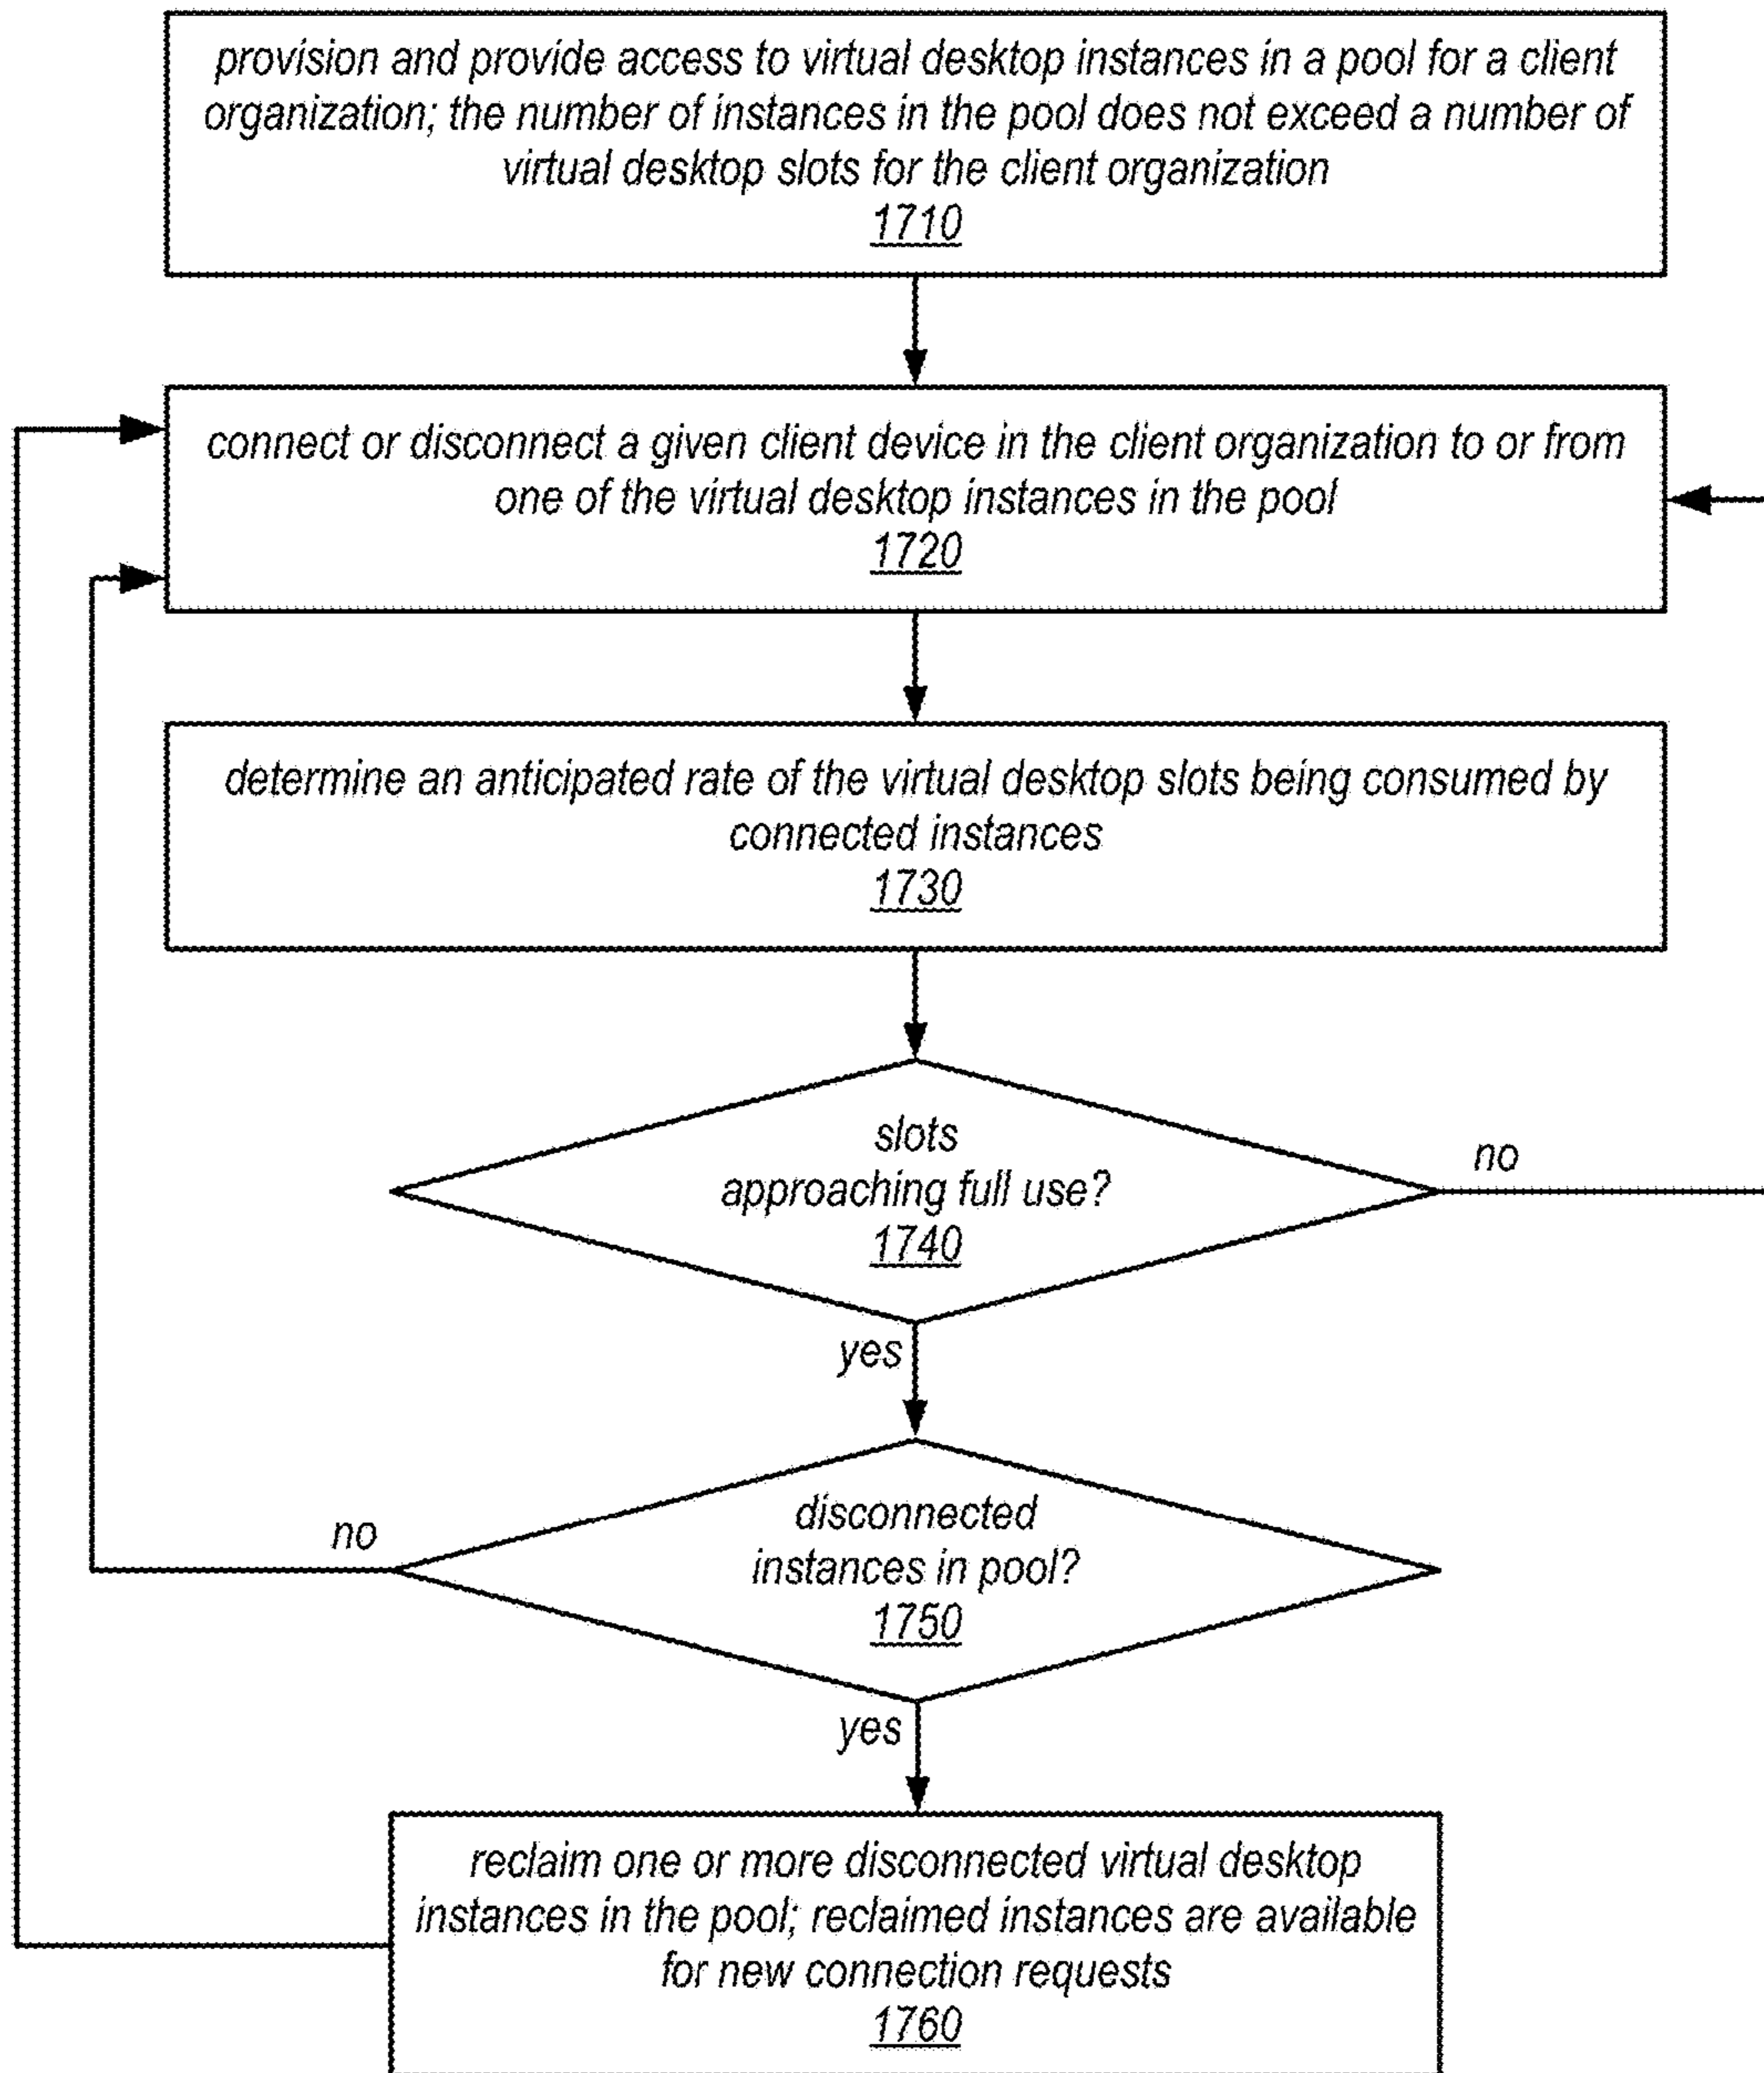 provision and provide access to virtual desktop instances in a pool for a client
organization; the number of instances in the pool does not exceed a number of
virtual desktop slots for the client organization
1710
connect or disconnect a given client device in the client organization to or from
one of the virtual desktop instances in the pool
1720
determine an anticipated rate of the virtual desktop slots being consumed by
connected instances
1730
slots
approaching full use?
1740
no
yes
disconnected
instances in pool?
1750
no
yes
reclaim one or more disconnected virtual desktop
instances in the pool; reclaimed instances are available
for new connection requests
1760